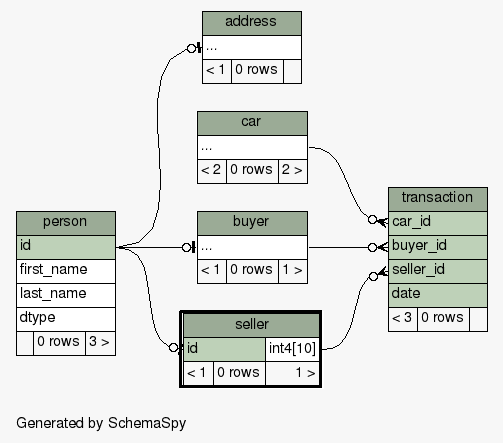 address
...
< 1 0 rows
car
...
< 2 0 rows 2 >
transaction
car_id
buyer_id
seller_id
date
< 3 0 rows
person
id
first_name
last_name
dtype
0 rows 3 >
buyer
...
< 1 0 rows 1 >
seller
id int4[10]
< 1 0 rows 1 >
Generated by SchemaSpy